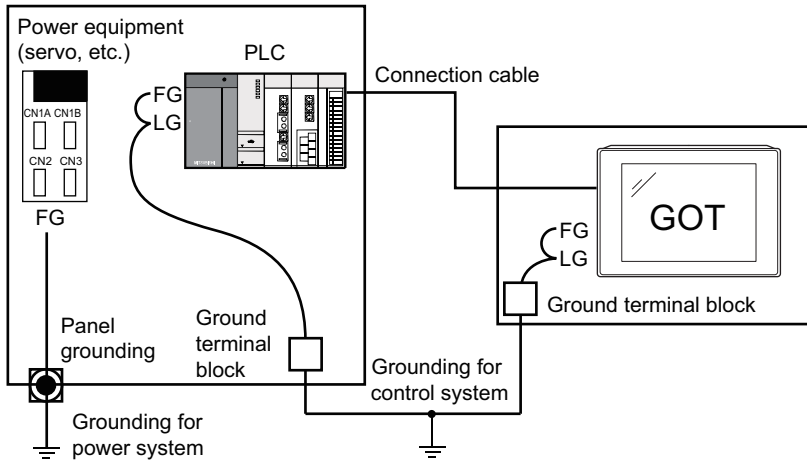 Power equipment
(servo, etc.)
PLC
CN1A CN1B
CN2 CN3
FG
FG
LG
Connection cable
GOT
FG
LG
Ground terminal block
Panel
grounding
Ground
terminal
block
Grounding for
control system
Grounding for
power system